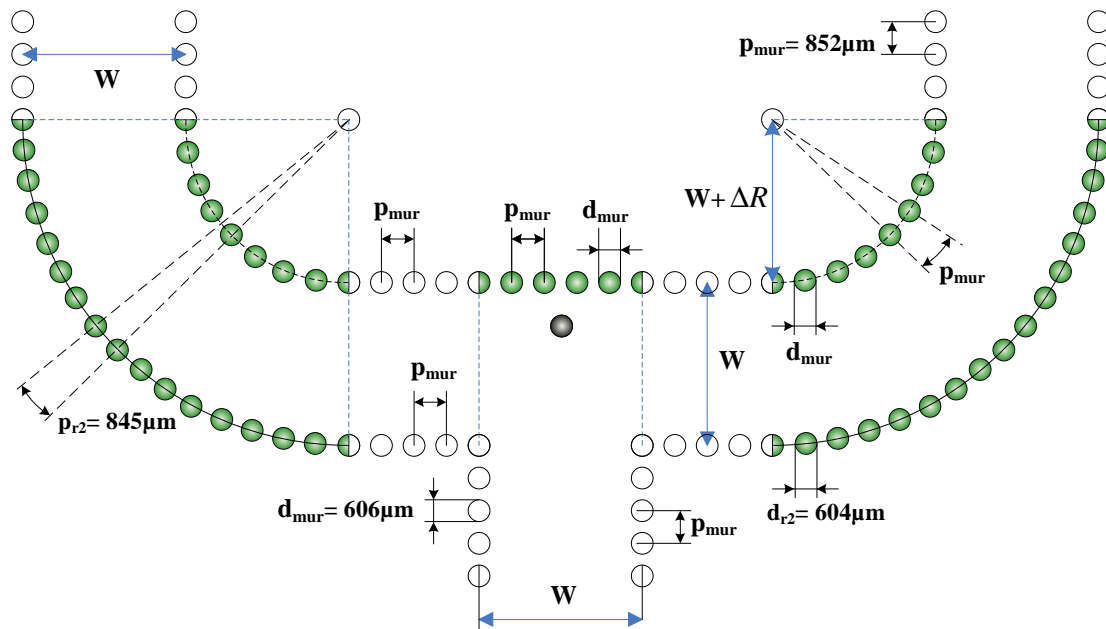 W
p_mur= 852µm
W+ΔR
p_mur
p_mur
d_mur
p_mur
d_mur
W
p_mur
p_r2= 845µm
d_mur= 606µm
p_mur
d_r2= 604µm
W